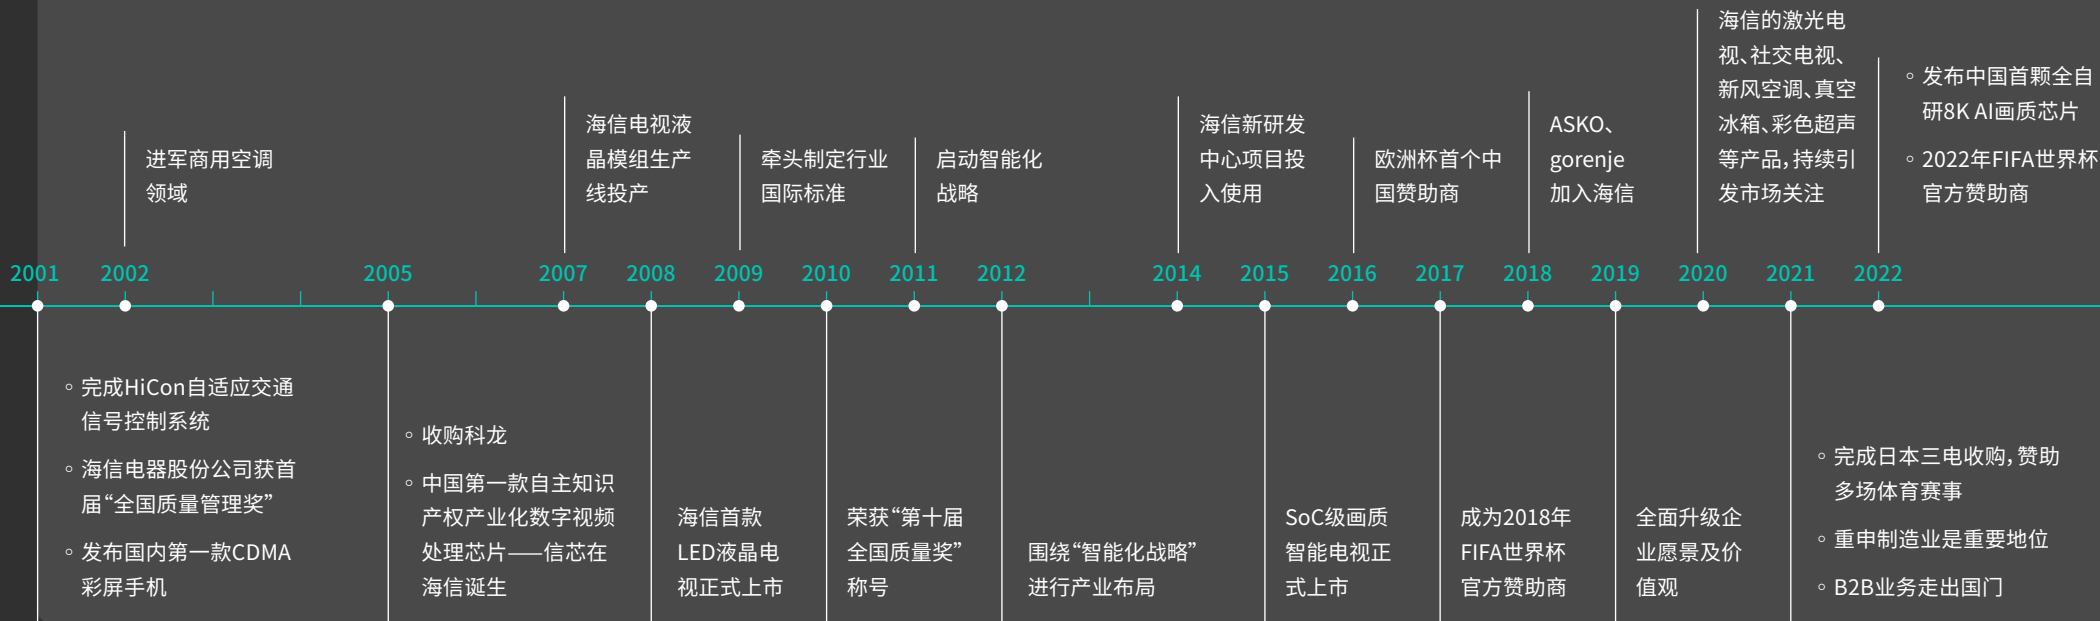 进军商用空调
领域
海信电视液
晶模组生产
线投产
牵头制定行业
国际标准
启动智能化
战略
海信新研发
中心项目投
入使用
欧洲杯首个中
国赞助商
ASKO、
gorenje
加入海信
海信的激光电
视、社交电视、
新风空调、真空
冰箱、彩色超声
等产品，持续引
发市场关注
发布中国首颗全自
研8K AI画质芯片
2022年FIFA世界杯
官方赞助商
2001 2002 2005 2007 2008 2009 2010 2011 2012 2014 2015 2016 2017 2018 2019 2020 2021 2022
完成HiCon自适应交通
信号控制系统
海信电器股份公司获首
届“全国质量管理奖”
发布国内第一款CDMA
彩屏手机
收购科龙
中国第一款自主知识
产权产业化数字视频
处理芯片——信芯在
海信诞生
海信首款
LED液晶电
视正式上市
荣获“第十届
全国质量奖”
称号
围绕“智能化战略”
进行产业布局
SoC级画质
智能电视正
式上市
成为2018年
FIFA世界杯
官方赞助商
全面升级企
业愿景及价
值观
完成日本三电收购，赞助
多场体育赛事
重申制造业是重要地位
B2B业务走出国门